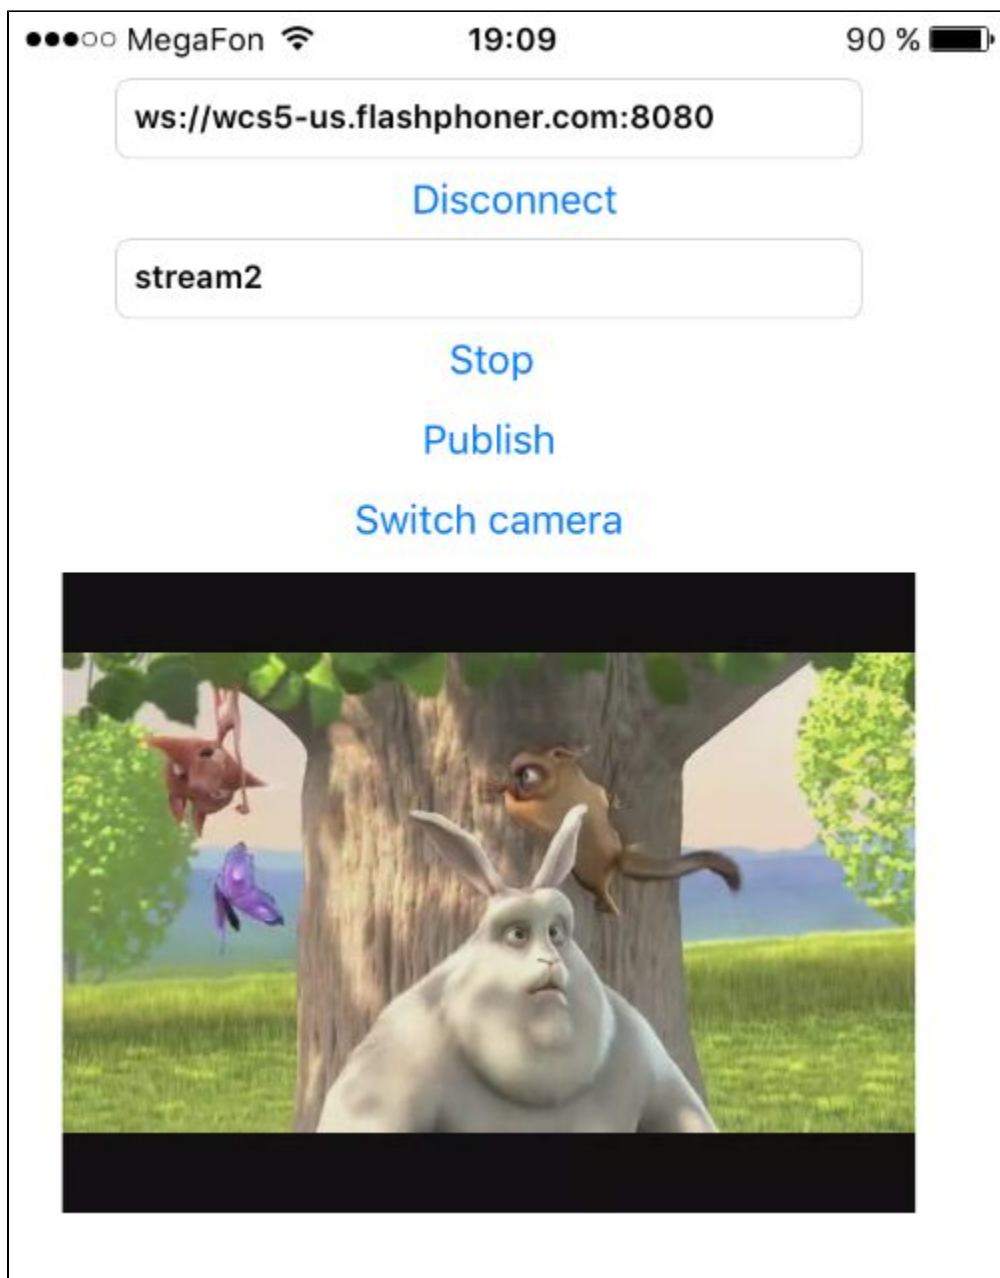 MegaFon 19:09 90 %
ws://wcs5-us.flashphoner.com:8080
Disconnect
stream2
Stop
Publish
Switch camera